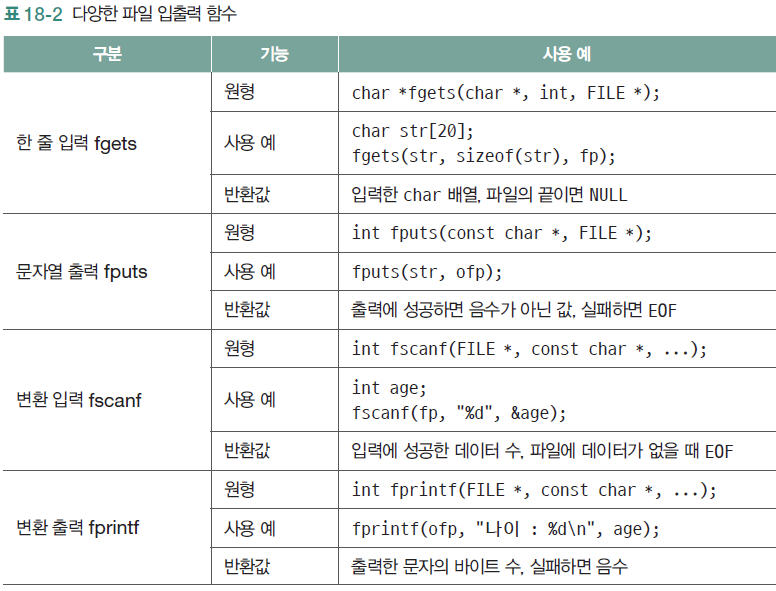 표 18-2 다양한 파일 입출력 함수
구분 기능 사용 예
한 줄 입력 fgets
원형 char *fgets(char *, int, FILE *);
사용 예 char str[20];
fgets(str, sizeof(str), fp);
반환값 입력한 char 배열, 파일의 끝이면 NULL
문자열 출력 fputs
원형 int fputs(const char *, FILE *);
사용 예 fputs(str, ofp);
반환값 출력에 성공하면 음수가 아닌 값, 실패하면 EOF
변환 입력 fscanf
원형 int fscanf(FILE *, const char *, ...);
사용 예 int age;
fscanf(fp, "%d", &age);
반환값 입력에 성공한 데이터 수, 파일에 데이터가 없을 때 EOF
변환 출력 fprintf
원형 int fprintf(FILE *, const char *, ...);
사용 예 fprintf(ofp, "나이 : %d\n", age);
반환값 출력한 문자의 바이트 수, 실패하면 음수